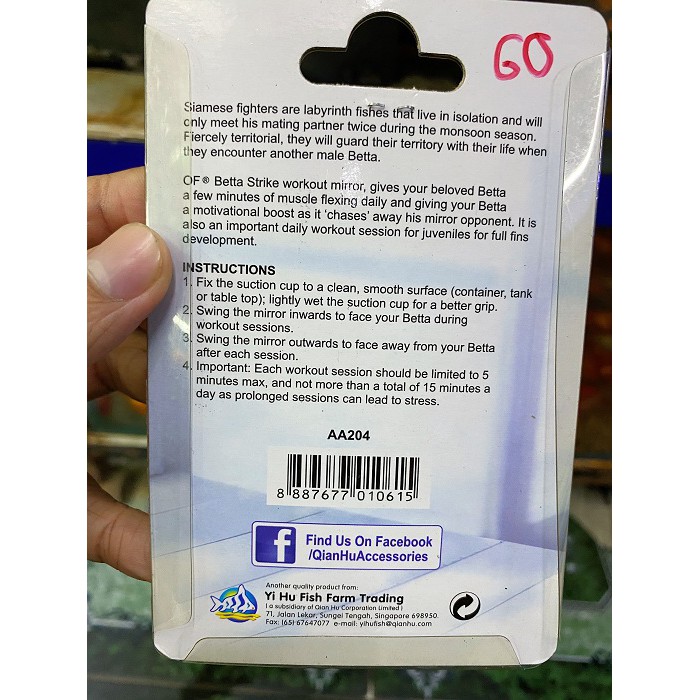 60
Siamese fighters are labyrinth fishes that live in isolation and will
only meet his mating partner twice during the monsoon season.
Fiercely territorial, they will guard their territory with their life when
they encounter another male Betta.
OF® Betta Strike workout mirror, gives your beloved Betta
a few minutes of muscle flexing daily and giving your Betta
a motivational boost as it 'chases' away his mirror opponent. It is
also an important daily workout session for juveniles for full fins
development.
INSTRUCTIONS
1. Fix the suction cup to a clean, smooth surface (container, tank
or table top); lightly wet the suction cup for a better grip.
2. Swing the mirror inwards to face your Betta during
workout sessions.
3. Swing the mirror outwards to face away from your Betta
after each session.
4. Important: Each workout session should be limited to 5
minutes max, and not more than a total of 15 minutes a
day as prolonged sessions can lead to stress.
AA204
8 887677 010615
f Find Us On Facebook
/QianHuAccessories
Another quality product from:
Yi Hu Fish Farm Trading
( a subsidiary of Qian Hu Corporation Limited )
71, Jalan Lekar, Sungei Tengah, Singapore 698950.
Fax: (65) 67647077 e-mail: yihufish@qianhu.com